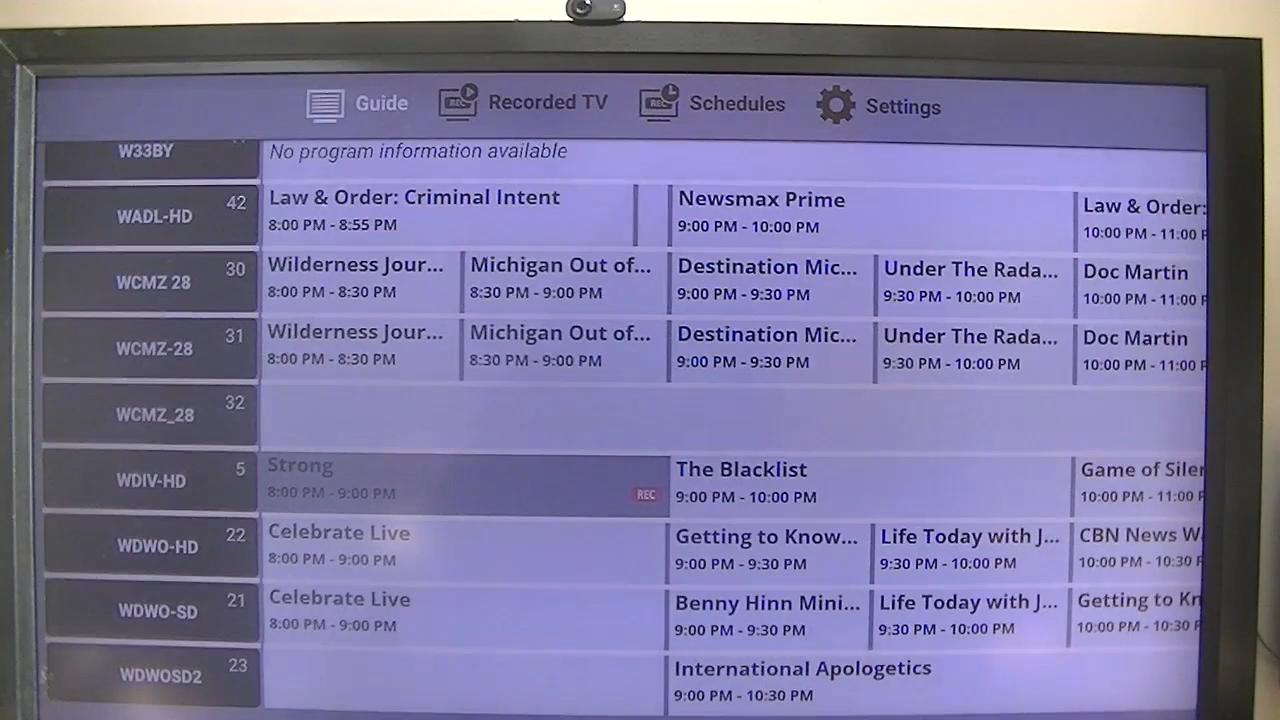 Guide Recorded TV Schedules Settings
W33BY No program information available
42 Law & Order: Criminal Intent Newsmax Prime Law & Order:
WADL-HD 8:00 PM - 8:55 PM 9:00 PM - 10:00 PM 10:00 PM - 11:00 P
30 Wilderness Jour... Michigan Out of... Destination Mic... Under The Rada... Doc Martin
WCMZ 28 8:00 PM - 8:30 PM 8:30 PM - 9:00 PM 9:00 PM - 9:30 PM 9:30 PM - 10:00 PM 10:00 PM - 11:00 P
31 Wilderness Jour... Michigan Out of... Destination Mic... Under The Rada... Doc Martin
WCMZ-28 8:00 PM - 8:30 PM 8:30 PM - 9:00 PM 9:00 PM - 9:30 PM 9:30 PM - 10:00 PM 10:00 PM - 11:00 P
32
WCMZ_28
5 Strong The Blacklist Game of Siler
WDIV-HD 8:00 PM - 9:00 PM REC 9:00 PM - 10:00 PM 10:00 PM - 11:00 P
22 Celebrate Live Getting to Know... Life Today with J... CBN News W
WDWO-HD 8:00 PM - 9:00 PM 9:00 PM - 9:30 PM 9:30 PM - 10:00 PM 10:00 PM - 10:30 P
21 Celebrate Live Benny Hinn Mini... Life Today with J... Getting to Kn
WDWO-SD 8:00 PM - 9:00 PM 9:00 PM - 9:30 PM 9:30 PM - 10:00 PM 10:00 PM - 10:30 P
23 International Apologetics
WDWOSD2 9:00 PM - 10:30 PM